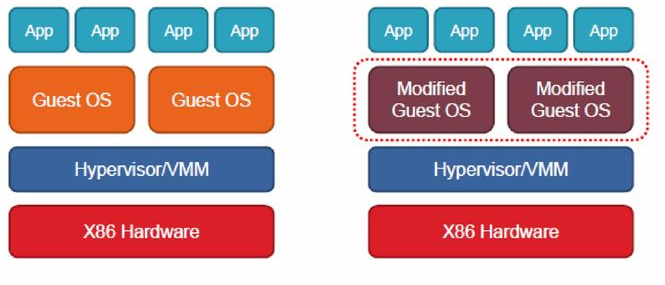 App App App App
Guest OS Guest OS
Hypervisor/VMM
X86 Hardware
App App App App
Modified Guest OS Modified Guest OS
Hypervisor/VMM
X86 Hardware